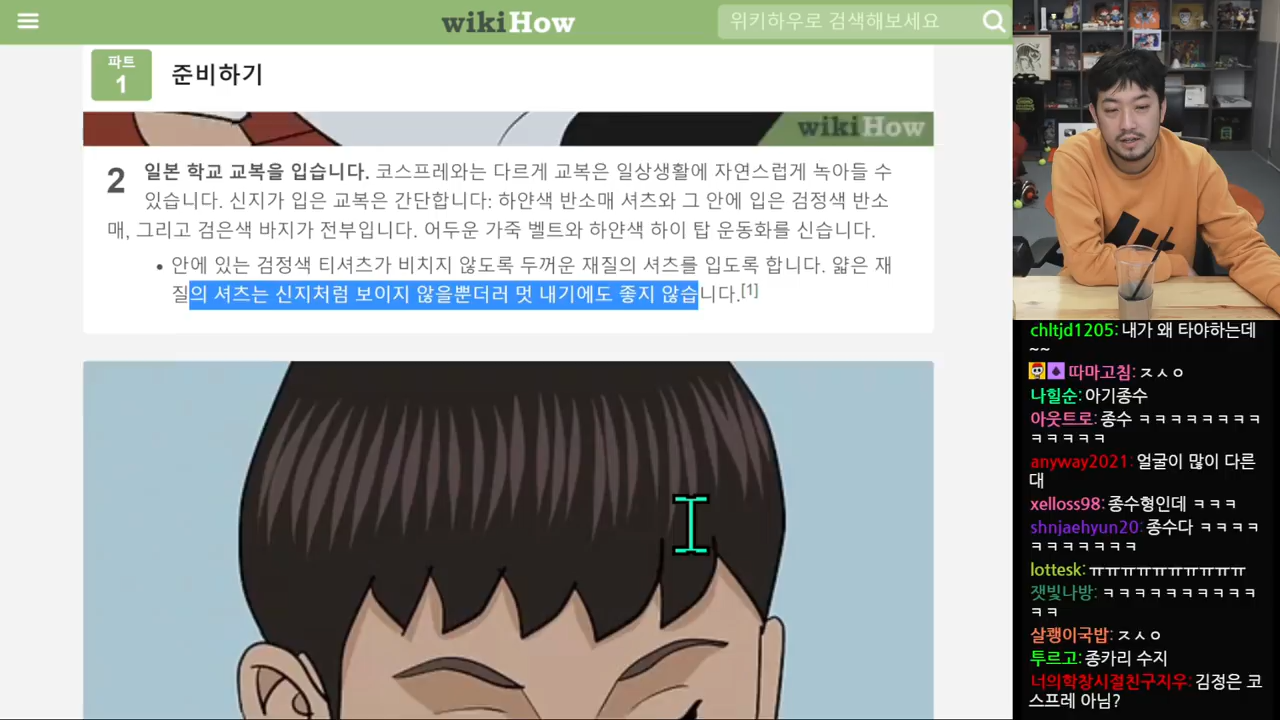 wikiHow
위키하우로 검색해보세요
파트
1
준비하기
wikiHow
2
일본 학교 교복을 입습니다. 코스프레와는 다르게 교복은 일상생활에 자연스럽게 녹아들 수
있습니다. 신지가 입은 교복은 간단합니다: 하얀색 반소매 셔츠와 그 안에 입은 검정색 반소
매, 그리고 검은색 바지가 전부입니다. 어두운 가죽 벨트와 하얀색 하이 탑 운동화를 신습니다.
• 안에 있는 검정색 티셔츠가 비치지 않도록 두꺼운 재질의 셔츠를 입도록 합니다. 얇은 재
질의 셔츠는 신지처럼 보이지 않을뿐더러 멋 내기에도 좋지 않습니다.[1]
chltjd1205: 내가 왜 타야하는데
~~
따마고침: ㅈㅅㅇ
나힐순: 아기종수
아웃트로: 종수 ㅋㅋㅋㅋㅋㅋㅋㅋ
ㅋㅋㅋㅋㅋ
anyway2021: 얼굴이 많이 다른
대
xelloss98: 종수형인데 ㅋㅋㅋ
shnjaehyun20: 종수다 ㅋㅋㅋㅋ
ㅋㅋㅋㅋㅋㅋㅋ
lottesk: ㅠㅠㅠㅠㅠㅠㅠㅠㅠㅠ
잿빛나방: ㅋㅋㅋㅋㅋㅋㅋㅋㅋㅋ
ㅋㅋ
살쾡이국밥: ㅈㅅㅇ
투르고: 종카리 수지
너의학창시절친구지우: 김정은 코
스프레 아님?